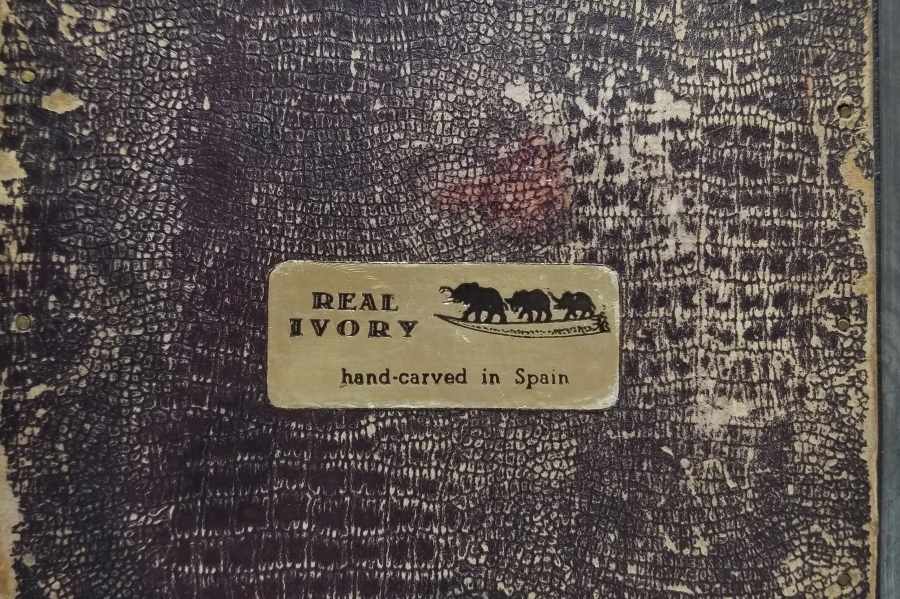 REAL
IVORY
hand-carved in Spain